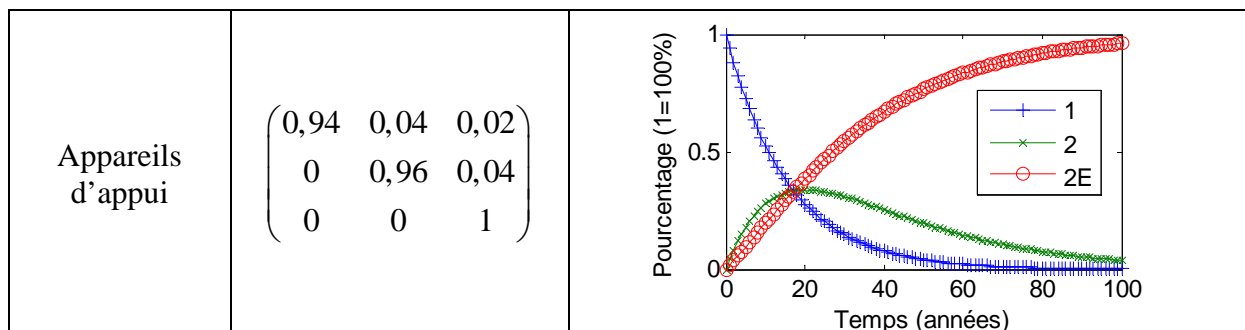 Appareils
d’appui
0,94 0,04 0,02
0 0,96 0,04
0 0 1
Pourcentage (1=100%)
1
0.5
0
0 20 40 60 80 100
Temps (années)
1
2
2E